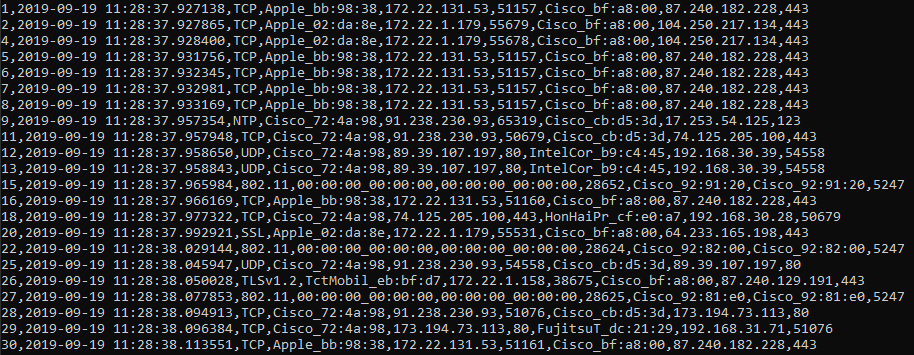 1,2019-09-19 11:28:37.927138,TCP,Apple_bb:98:38,172.22.131.53,51157,Cisco_bf:a8:00,87.240.182.228,443
2,2019-09-19 11:28:37.927865,TCP,Apple_02:da:8e,172.22.1.179,55679,Cisco_bf:a8:00,104.250.217.134,443
4,2019-09-19 11:28:37.928400,TCP,Apple_02:da:8e,172.22.1.179,55678,Cisco_bf:a8:00,104.250.217.134,443
5,2019-09-19 11:28:37.931756,TCP,Apple_bb:98:38,172.22.131.53,51157,Cisco_bf:a8:00,87.240.182.228,443
6,2019-09-19 11:28:37.932345,TCP,Apple_bb:98:38,172.22.131.53,51157,Cisco_bf:a8:00,87.240.182.228,443
7,2019-09-19 11:28:37.932981,TCP,Apple_bb:98:38,172.22.131.53,51157,Cisco_bf:a8:00,87.240.182.228,443
8,2019-09-19 11:28:37.933169,TCP,Apple_bb:98:38,172.22.131.53,51157,Cisco_bf:a8:00,87.240.182.228,443
9,2019-09-19 11:28:37.957354,NTP,Cisco_72:4a:98,91.238.230.93,65319,Cisco_cb:d5:3d,17.253.54.125,123
11,2019-09-19 11:28:37.957948,TCP,Cisco_72:4a:98,91.238.230.93,50679,Cisco_cb:d5:3d,74.125.205.100,443
12,2019-09-19 11:28:37.958650,UDP,Cisco_72:4a:98,89.39.107.197,80,IntelCor_b9:c4:45,192.168.30.39,54558
13,2019-09-19 11:28:37.958843,UDP,Cisco_72:4a:98,89.39.107.197,80,IntelCor_b9:c4:45,192.168.30.39,54558
15,2019-09-19 11:28:37.965984,802.11,00:00:00_00:00:00,00:00:00_00:00:00,28652,Cisco_92:91:20,Cisco_92:91:20,5247
16,2019-09-19 11:28:37.966169,TCP,Apple_bb:98:38,172.22.131.53,51160,Cisco_bf:a8:00,87.240.182.228,443
18,2019-09-19 11:28:37.977322,TCP,Cisco_72:4a:98,74.125.205.100,443,HonHaiPr_cf:e0:a7,192.168.30.28,50679
20,2019-09-19 11:28:37.992921,SSL,Apple_02:da:8e,172.22.1.179,55531,Cisco_bf:a8:00,64.233.165.198,443
22,2019-09-19 11:28:38.029144,802.11,00:00:00_00:00:00,00:00:00_00:00:00,28624,Cisco_92:82:00,Cisco_92:82:00,5247
25,2019-09-19 11:28:38.045947,UDP,Cisco_72:4a:98,91.238.230.93,54558,Cisco_cb:d5:3d,89.39.107.197,80
26,2019-09-19 11:28:38.050028,TLSv1.2,TctMobil_eb:bf:d7,172.22.1.158,38675,Cisco_bf:a8:00,87.240.129.191,443
27,2019-09-19 11:28:38.077853,802.11,00:00:00_00:00:00,00:00:00_00:00:00,28625,Cisco_92:81:e0,Cisco_92:81:e0,5247
28,2019-09-19 11:28:38.094913,TCP,Cisco_72:4a:98,91.238.230.93,51076,Cisco_cb:d5:3d,173.194.73.113,80
29,2019-09-19 11:28:38.096384,TCP,Cisco_72:4a:98,173.194.73.113,80,FujitsuT_dc:21:29,192.168.31.71,51076
30,2019-09-19 11:28:38.113551,TCP,Apple_bb:98:38,172.22.131.53,51161,Cisco_bf:a8:00,87.240.182.228,443